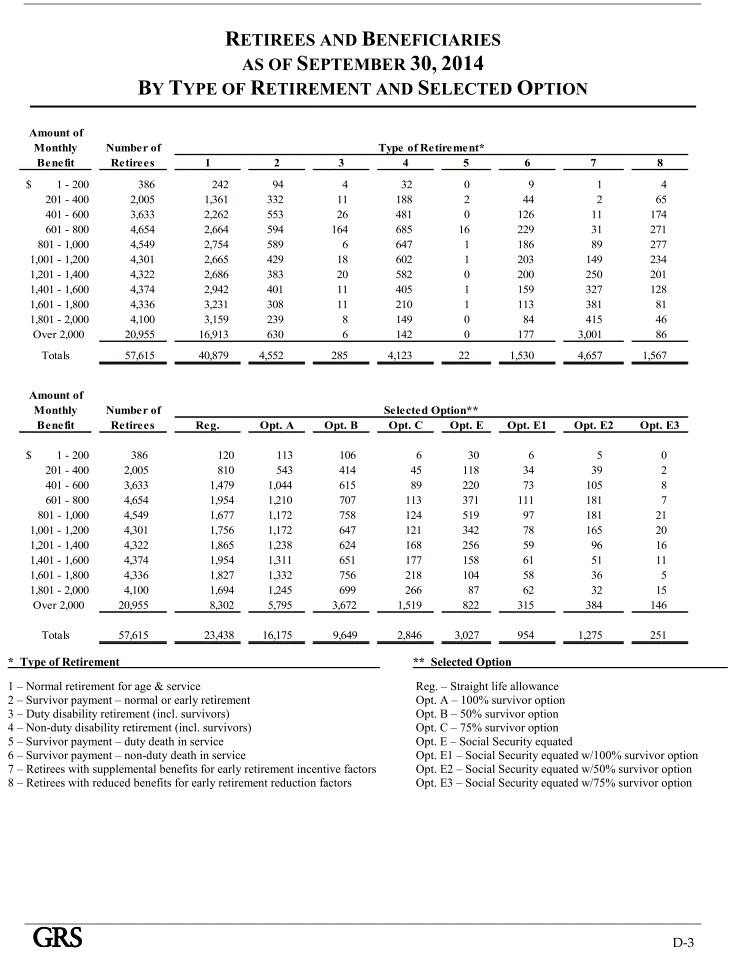 RETIREES AND BENEFICIARIES
AS OF SEPTEMBER 30, 2014
BY TYPE OF RETIREMENT AND SELECTED OPTION
Amount of
Monthly Number of Type of Retirement*
Benefit Retirees 1 2 3 4 5 6 7 8
$ 1 - 200 386 242 94 4 32 0 9 1 4
201 - 400 2,005 1,361 332 11 188 2 44 2 65
401 - 600 3,633 2,262 553 26 481 0 126 11 174
601 - 800 4,654 2,664 594 164 685 16 229 31 271
801 - 1,000 4,549 2,754 589 6 647 1 186 89 277
1,001 - 1,200 4,301 2,665 429 18 602 1 203 149 234
1,201 - 1,400 4,322 2,686 383 20 582 0 200 250 201
1,401 - 1,600 4,374 2,942 401 11 405 1 159 327 128
1,601 - 1,800 4,336 3,231 308 11 210 1 113 381 81
1,801 - 2,000 4,100 3,159 239 8 149 0 84 415 46
Over 2,000 20,955 16,913 630 6 142 0 177 3,001 86
Totals 57,615 40,879 4,552 285 4,123 22 1,530 4,657 1,567
Amount of
Monthly Number of Selected Option**
Benefit Retirees Reg. Opt. A Opt. B Opt. C Opt. E Opt. E1 Opt. E2 Opt. E3
$ 1 - 200 386 120 113 106 6 30 6 5 0
201 - 400 2,005 810 543 414 45 118 34 39 2
401 - 600 3,633 1,479 1,044 615 89 220 73 105 8
601 - 800 4,654 1,954 1,210 707 113 371 111 181 7
801 - 1,000 4,549 1,677 1,172 758 124 519 97 181 21
1,001 - 1,200 4,301 1,756 1,172 647 121 342 78 165 20
1,201 - 1,400 4,322 1,865 1,238 624 168 256 59 96 16
1,401 - 1,600 4,374 1,954 1,311 651 177 158 61 51 11
1,601 - 1,800 4,336 1,827 1,332 756 218 104 58 36 5
1,801 - 2,000 4,100 1,694 1,245 699 266 87 62 32 15
Over 2,000 20,955 8,302 5,795 3,672 1,519 822 315 384 146
Totals 57,615 23,438 16,175 9,649 2,846 3,027 954 1,275 251
* Type of Retirement
1 – Normal retirement for age & service
2 – Survivor payment – normal or early retirement
3 – Duty disability retirement (incl. survivors)
4 – Non-duty disability retirement (incl. survivors)
5 – Survivor payment – duty death in service
6 – Survivor payment – non-duty death in service
7 – Retirees with supplemental benefits for early retirement incentive factors
8 – Retirees with reduced benefits for early retirement reduction factors
** Selected Option
Reg. – Straight life allowance
Opt. A – 100% survivor option
Opt. B – 50% survivor option
Opt. C – 75% survivor option
Opt. E – Social Security equated
Opt. E1 – Social Security equated w/100% survivor option
Opt. E2 – Social Security equated w/50% survivor option
Opt. E3 – Social Security equated w/75% survivor option
GRS D-3